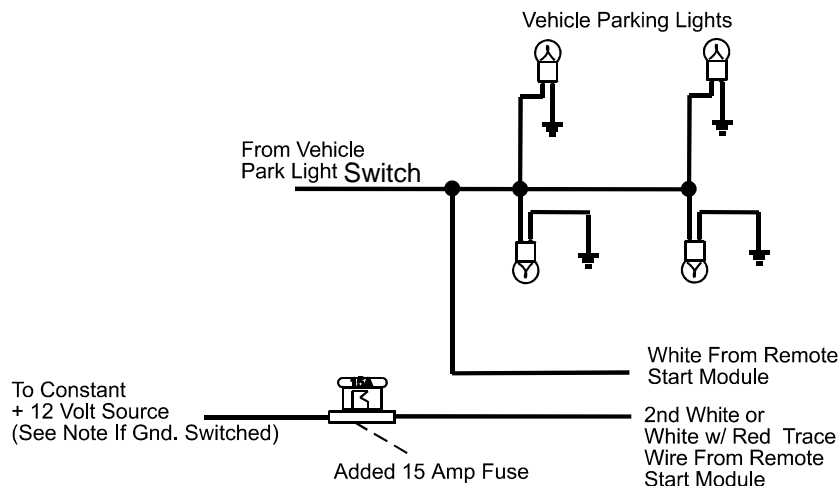 Vehicle Parking Lights
From Vehicle
Park Light Switch
White From Remote
Start Module
15A
To Constant
+ 12 Volt Source
(See Note If Gnd. Switched)
2nd White or
White w/ Red Trace
Wire From Remote
Start Module
Added 15 Amp Fuse